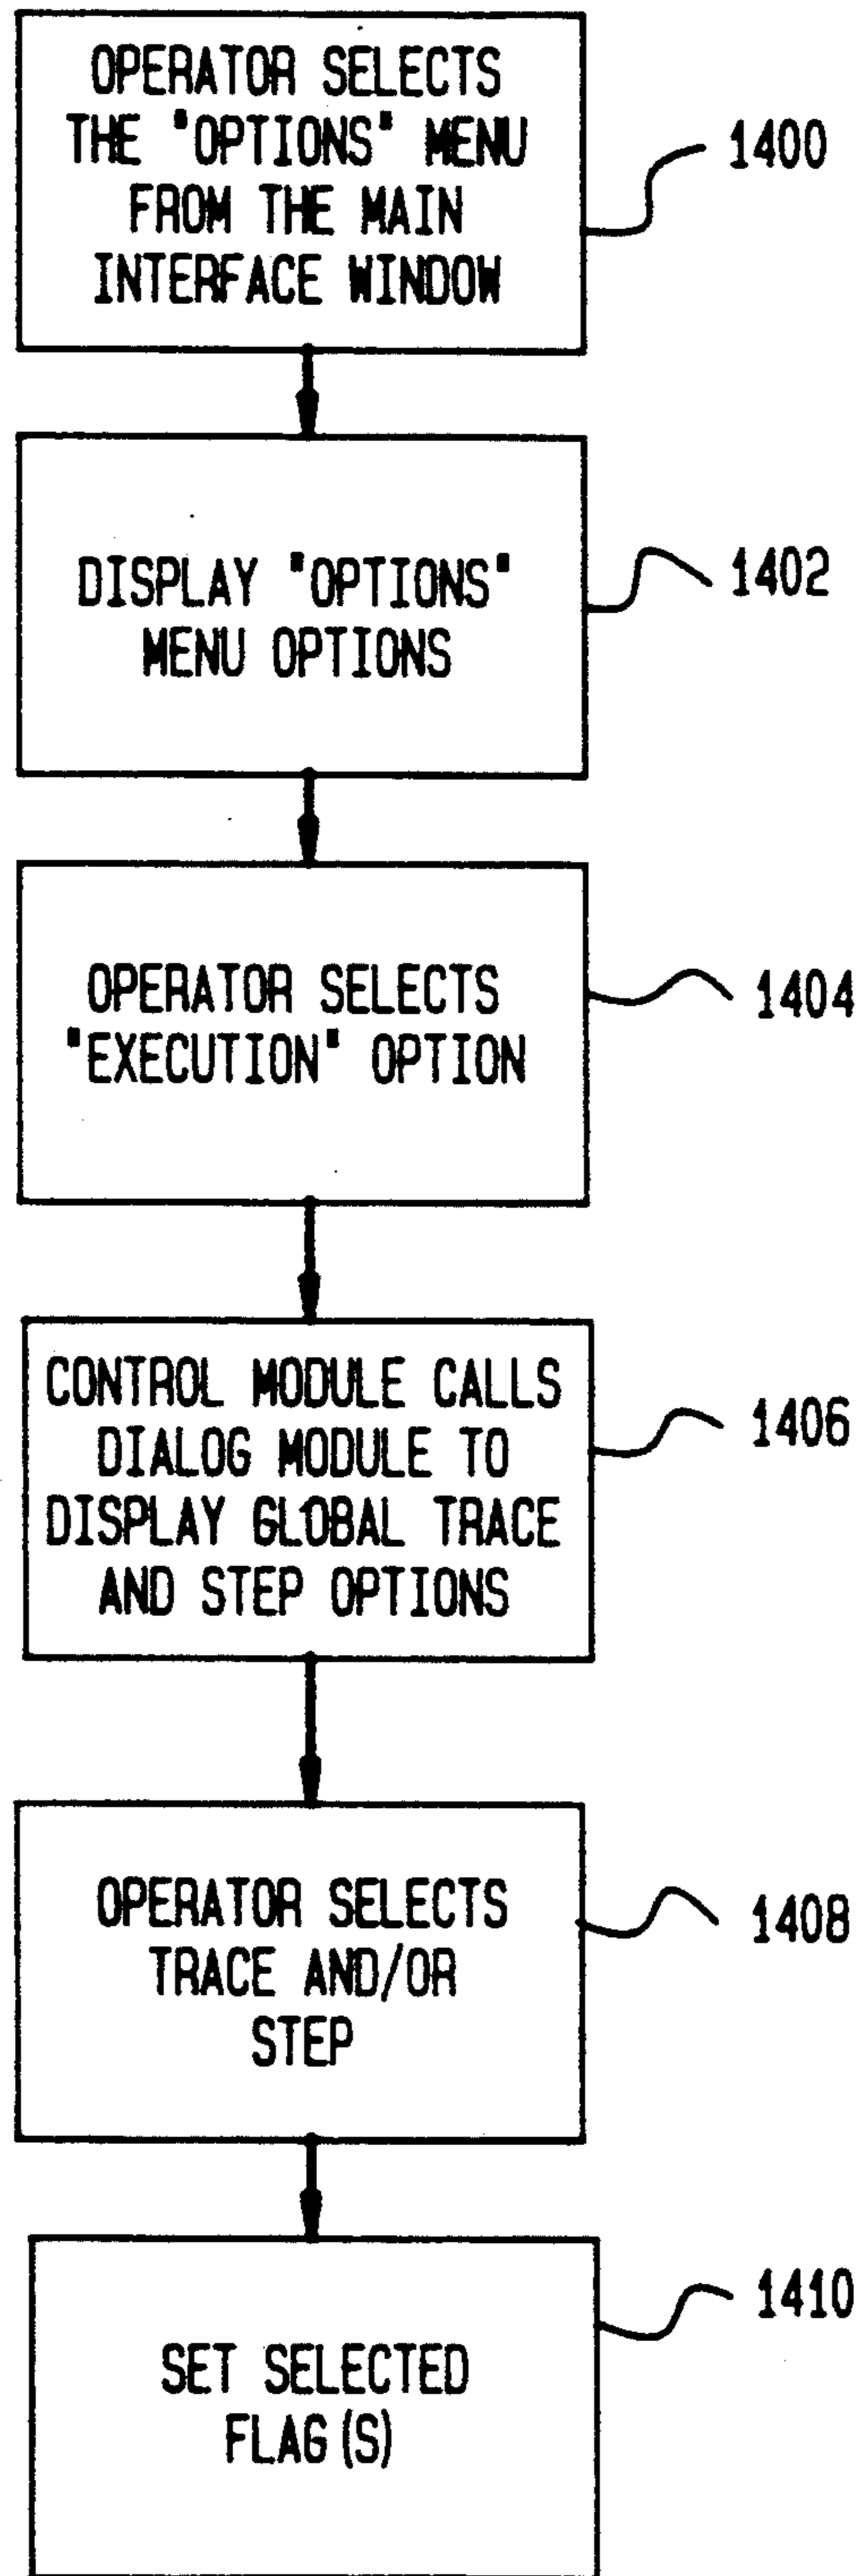 OPERATOR SELECTS
THE "OPTIONS" MENU
FROM THE MAIN
INTERFACE WINDOW
1400
DISPLAY "OPTIONS"
MENU OPTIONS
1402
OPERATOR SELECTS
"EXECUTION" OPTION
1404
CONTROL MODULE CALLS
DIALOG MODULE TO
DISPLAY GLOBAL TRACE
AND STEP OPTIONS
1406
OPERATOR SELECTS
TRACE AND/OR
STEP
1408
SET SELECTED
FLAG(S)
1410